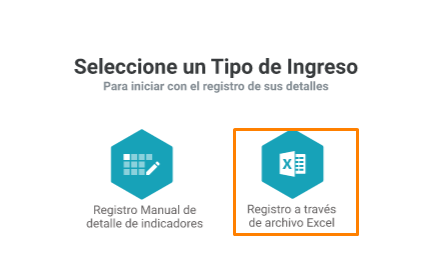 Seleccione un Tipo de Ingreso
Para iniciar con el registro de sus detalles
Registro Manual de
detalle de indicadores
X
Registro a través
de archivo Excel